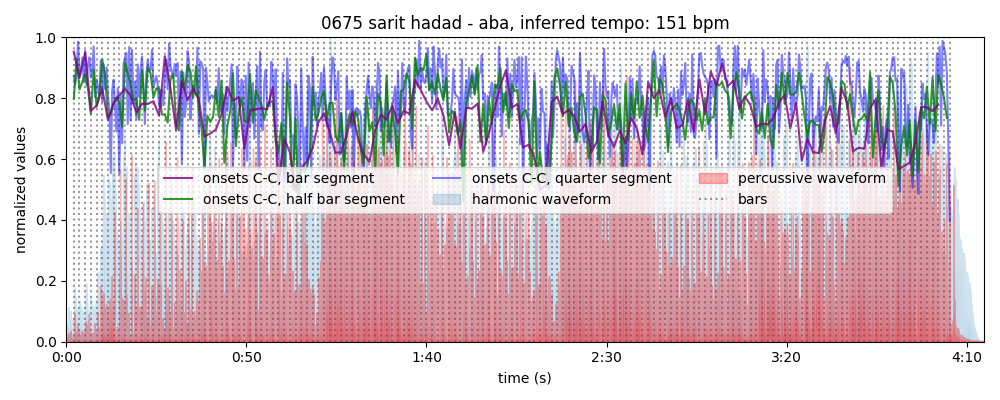 0675 sarit hadad - aba, inferred tempo: 151 bpm
normalized values
1.0
0.8
0.6
0.4
0.2
0.0
onsets C-C, bar segment
onsets C-C, half bar segment
onsets C-C, quarter segment
harmonic waveform
percussive waveform
bars
0:00 0:50 1:40 2:30 3:20 4:10
time (s)